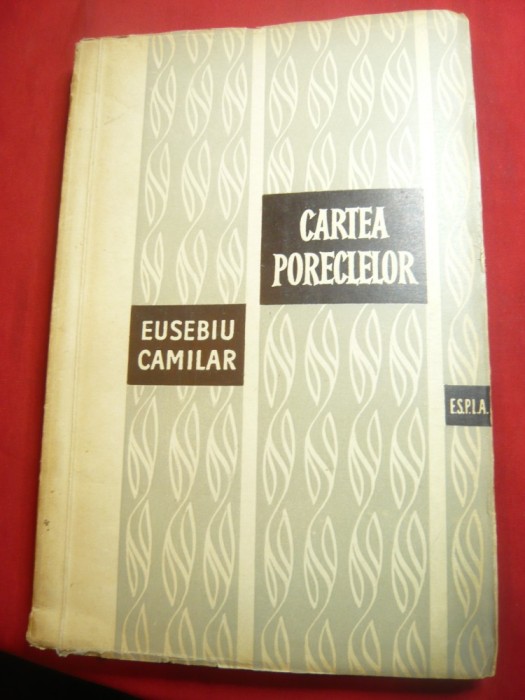 CARTEA
PORECLELOR
EUSEBIU
CAMILAR
E.S.P.L.A.